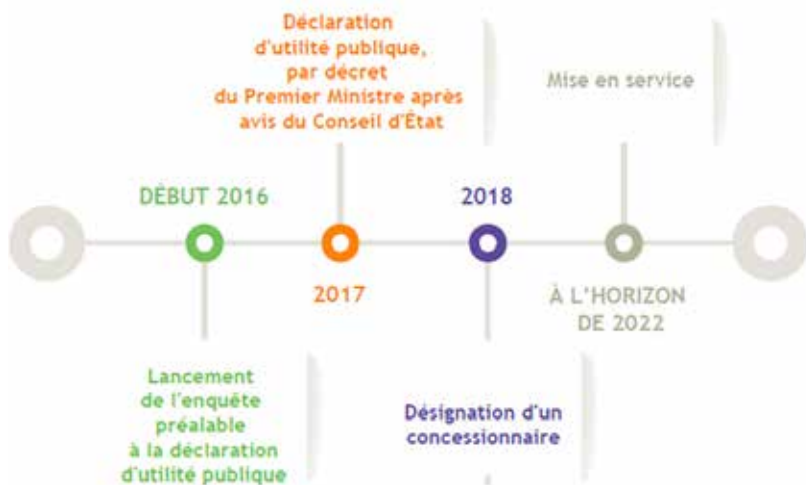 Déclaration
d'utilité publique,
par décret
du Premier Ministre après
avis du Conseil d'État
Mise en service
DÉBUT 2016
2018
2017
À L'HORIZON
DE 2022
Lancement
de l'enquête
préalable
à la déclaration
d'utilité publique
Désignation d'un
concessionnaire